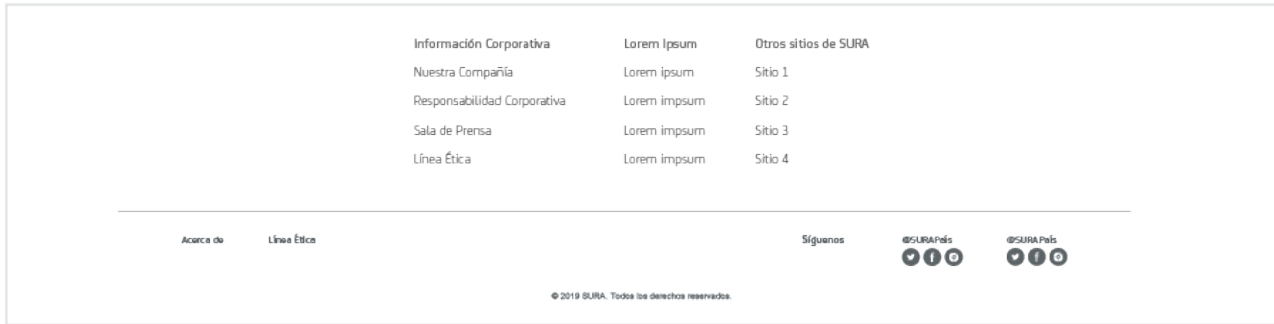 Información Corporativa Lorem Ipsum Otros sitios de SURA
Nuestra Compañía Lorem ipsum Sitio 1
Responsabilidad Corporativa Lorem impsum Sitio 2
Sala de Prensa Lorem impsum Sitio 3
Línea Ética Lorem impsum Sitio 4
Acerca de Línea Ética Síguenos @SURAPaís @SURAPaís
© 2019 SURA. Todos los derechos reservados.